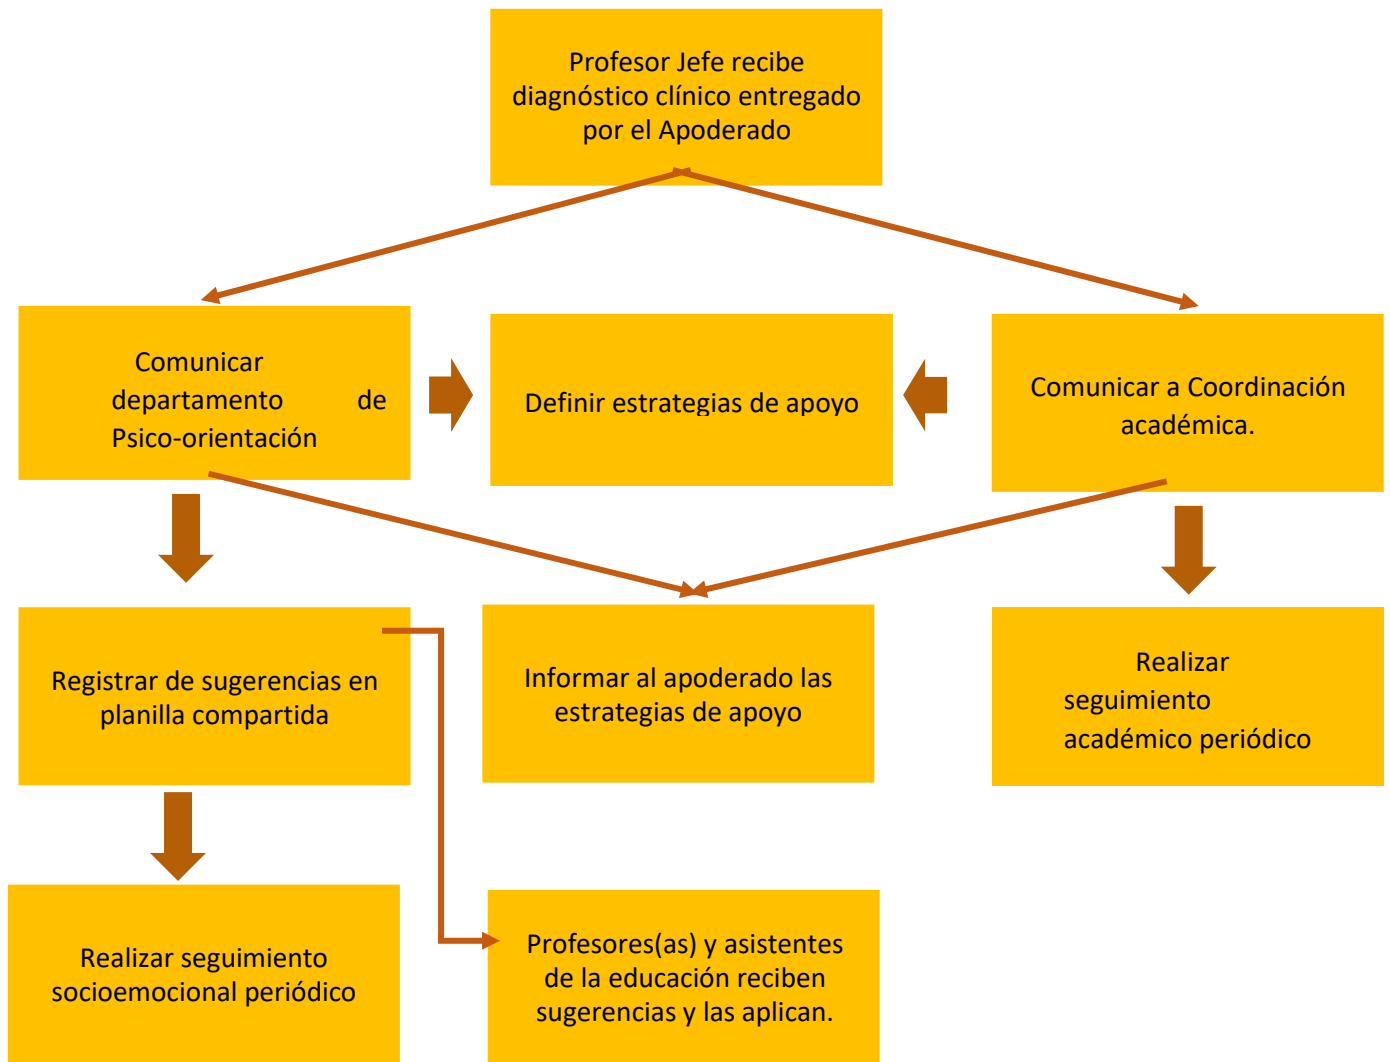 Profesor Jefe recibe
diagnóstico clínico entregado
por el Apoderado
Comunicar
departamento de
Psico-orientación
Definir estrategias de apoyo
Comunicar a Coordinación
académica.
Registrar de sugerencias en
planilla compartida
Informar al apoderado las
estrategias de apoyo
Realizar
seguimiento
académico periódico
Realizar seguimiento
socioemocional periódico
Profesores(as) y asistentes
de la educación reciben
sugerencias y las aplican.